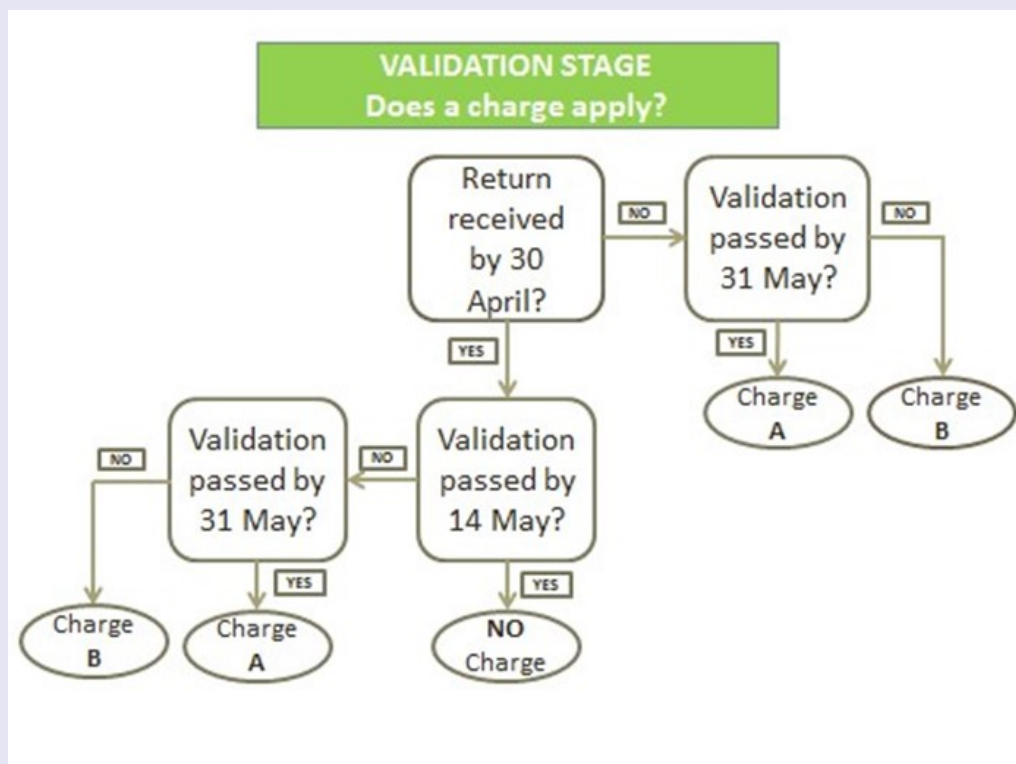 VALIDATION STAGE
Does a charge apply?
Return
received
by 30
April?
NO
Validation
passed by
31 May?
NO
YES
YES
Charge
A
Charge
B
Validation
passed by
14 May?
NO
Validation
passed by
31 May?
NO
YES
YES
Charge
B
Charge
A
NO
Charge